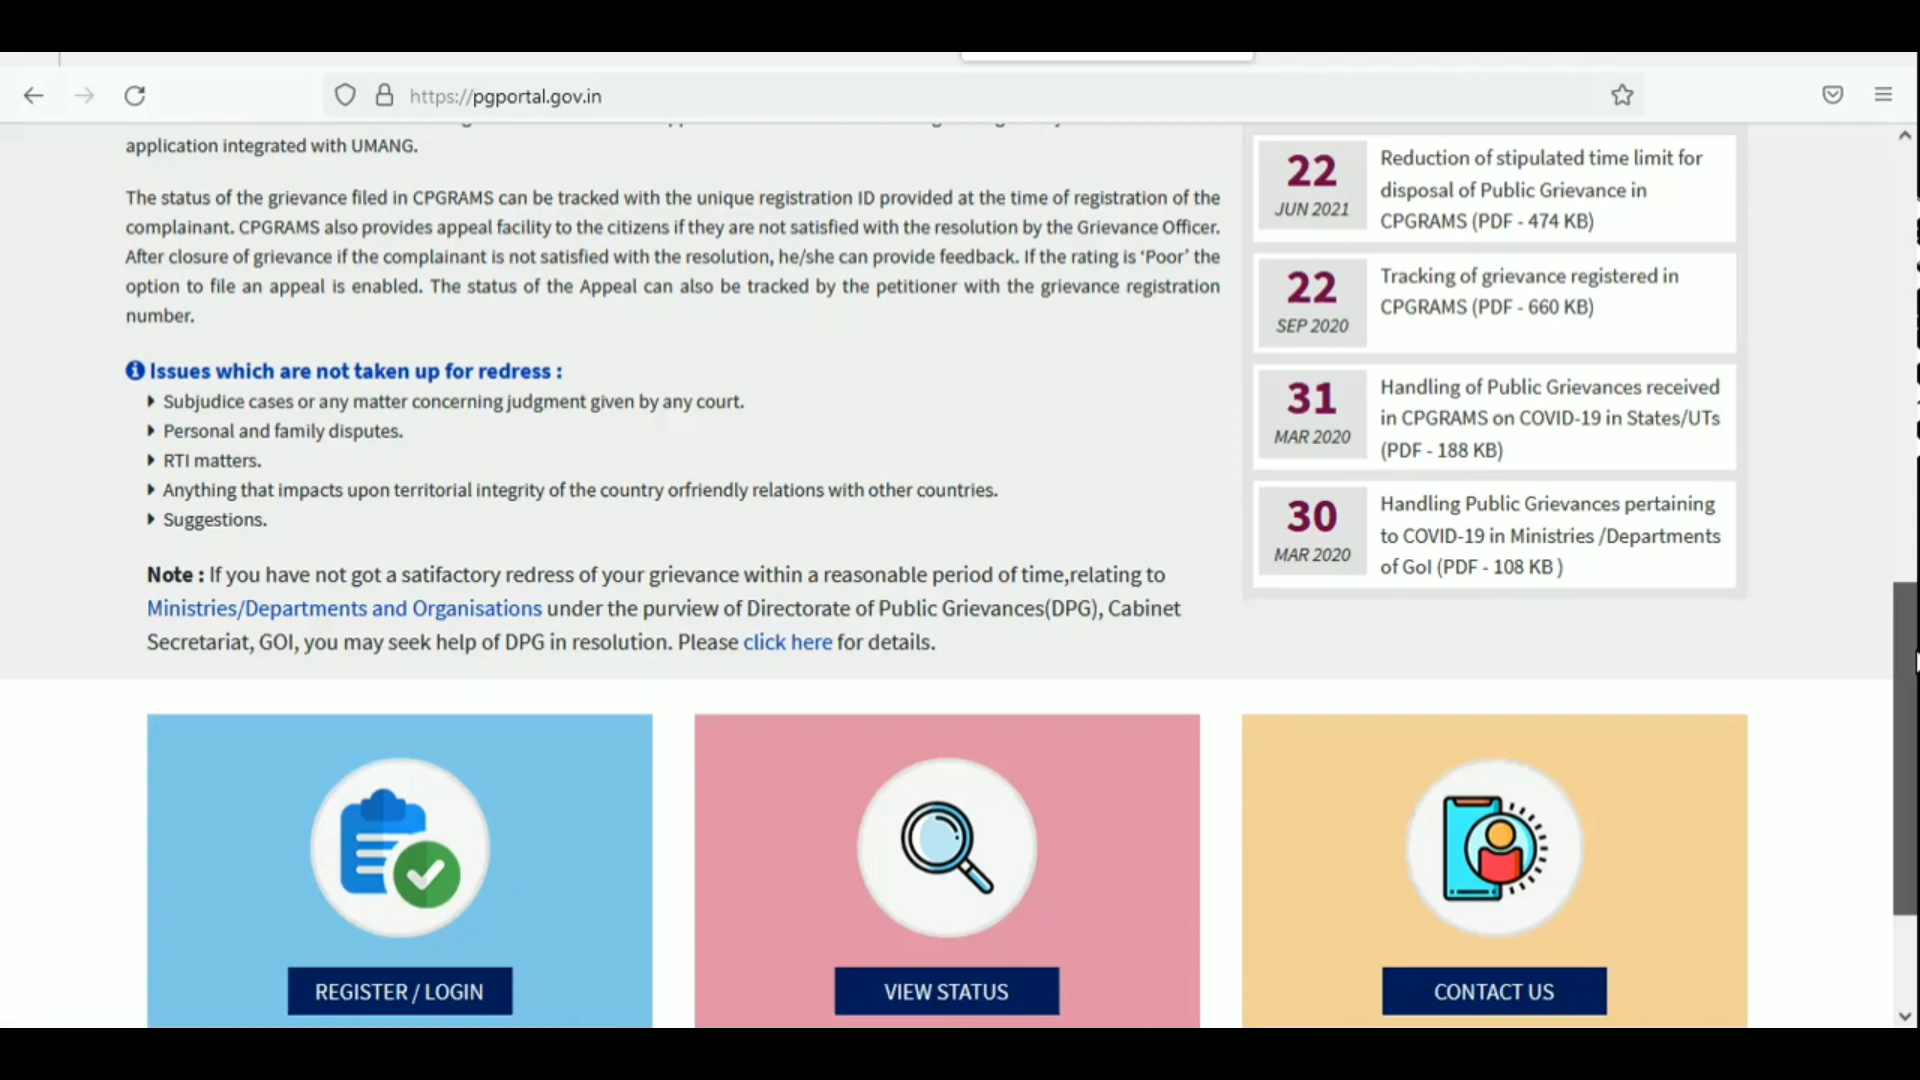 https://pgportal.gov.in
application integrated with UMANG.
The status of the grievance filed in CPGRAMS can be tracked with the unique registration ID provided at the time of registration of the
complainant. CPGRAMS also provides appeal facility to the citizens if they are not satisfied with the resolution by the Grievance Officer.
After closure of grievance if the complainant is not satisfied with the resolution, he/she can provide feedback. If the rating is ‘Poor’ the
option to file an appeal is enabled. The status of the Appeal can also be tracked by the petitioner with the grievance registration
number.
Issues which are not taken up for redress :
Subjudice cases or any matter concerning judgment given by any court.
Personal and family disputes.
RTI matters.
Anything that impacts upon territorial integrity of the country orfriendly relations with other countries.
Suggestions.
Note : If you have not got a satifactory redress of your grievance within a reasonable period of time,relating to
Ministries/Departments and Organisations under the purview of Directorate of Public Grievances(DPG), Cabinet
Secretariat, GOI, you may seek help of DPG in resolution. Please click here for details.
22
JUN 2021
Reduction of stipulated time limit for
disposal of Public Grievance in
CPGRAMS (PDF - 474 KB)
22
SEP 2020
Tracking of grievance registered in
CPGRAMS (PDF - 660 KB)
31
MAR 2020
Handling of Public Grievances received
in CPGRAMS on COVID-19 in States/UTs
(PDF - 188 KB)
30
MAR 2020
Handling Public Grievances pertaining
to COVID-19 in Ministries /Departments
of GoI (PDF - 108 KB )
REGISTER / LOGIN
VIEW STATUS
CONTACT US